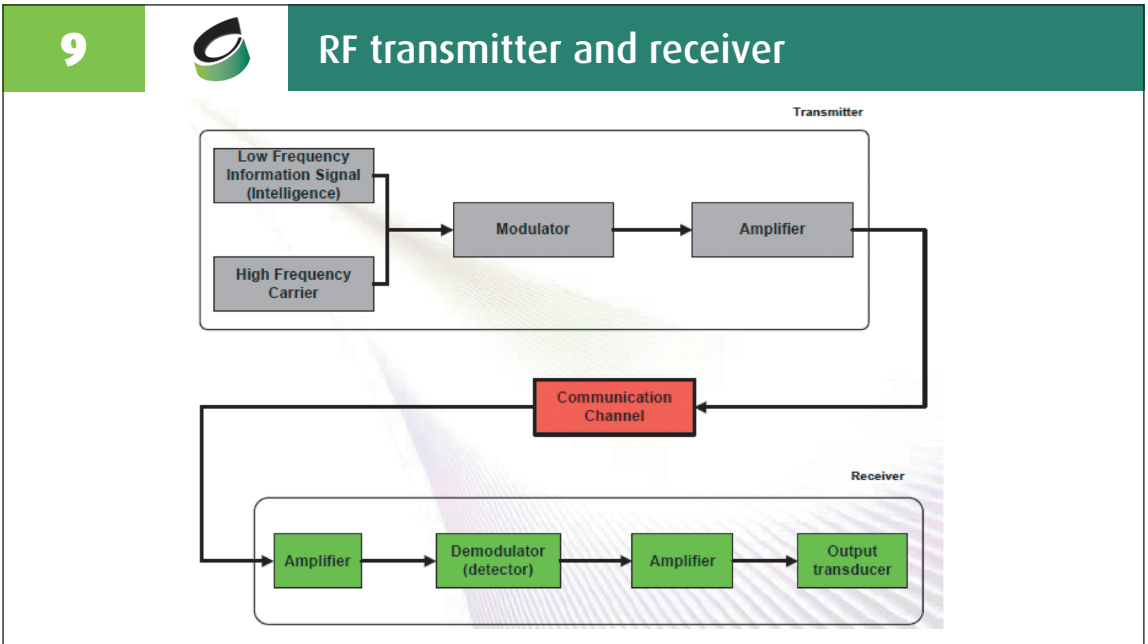 9
RF transmitter and receiver
Transmitter
Low Frequency
Information Signal
(Intelligence)
Modulator
Amplifier
High Frequency
Carrier
Communication
Channel
Receiver
Amplifier
Demodulator
(detector)
Amplifier
Output
transducer